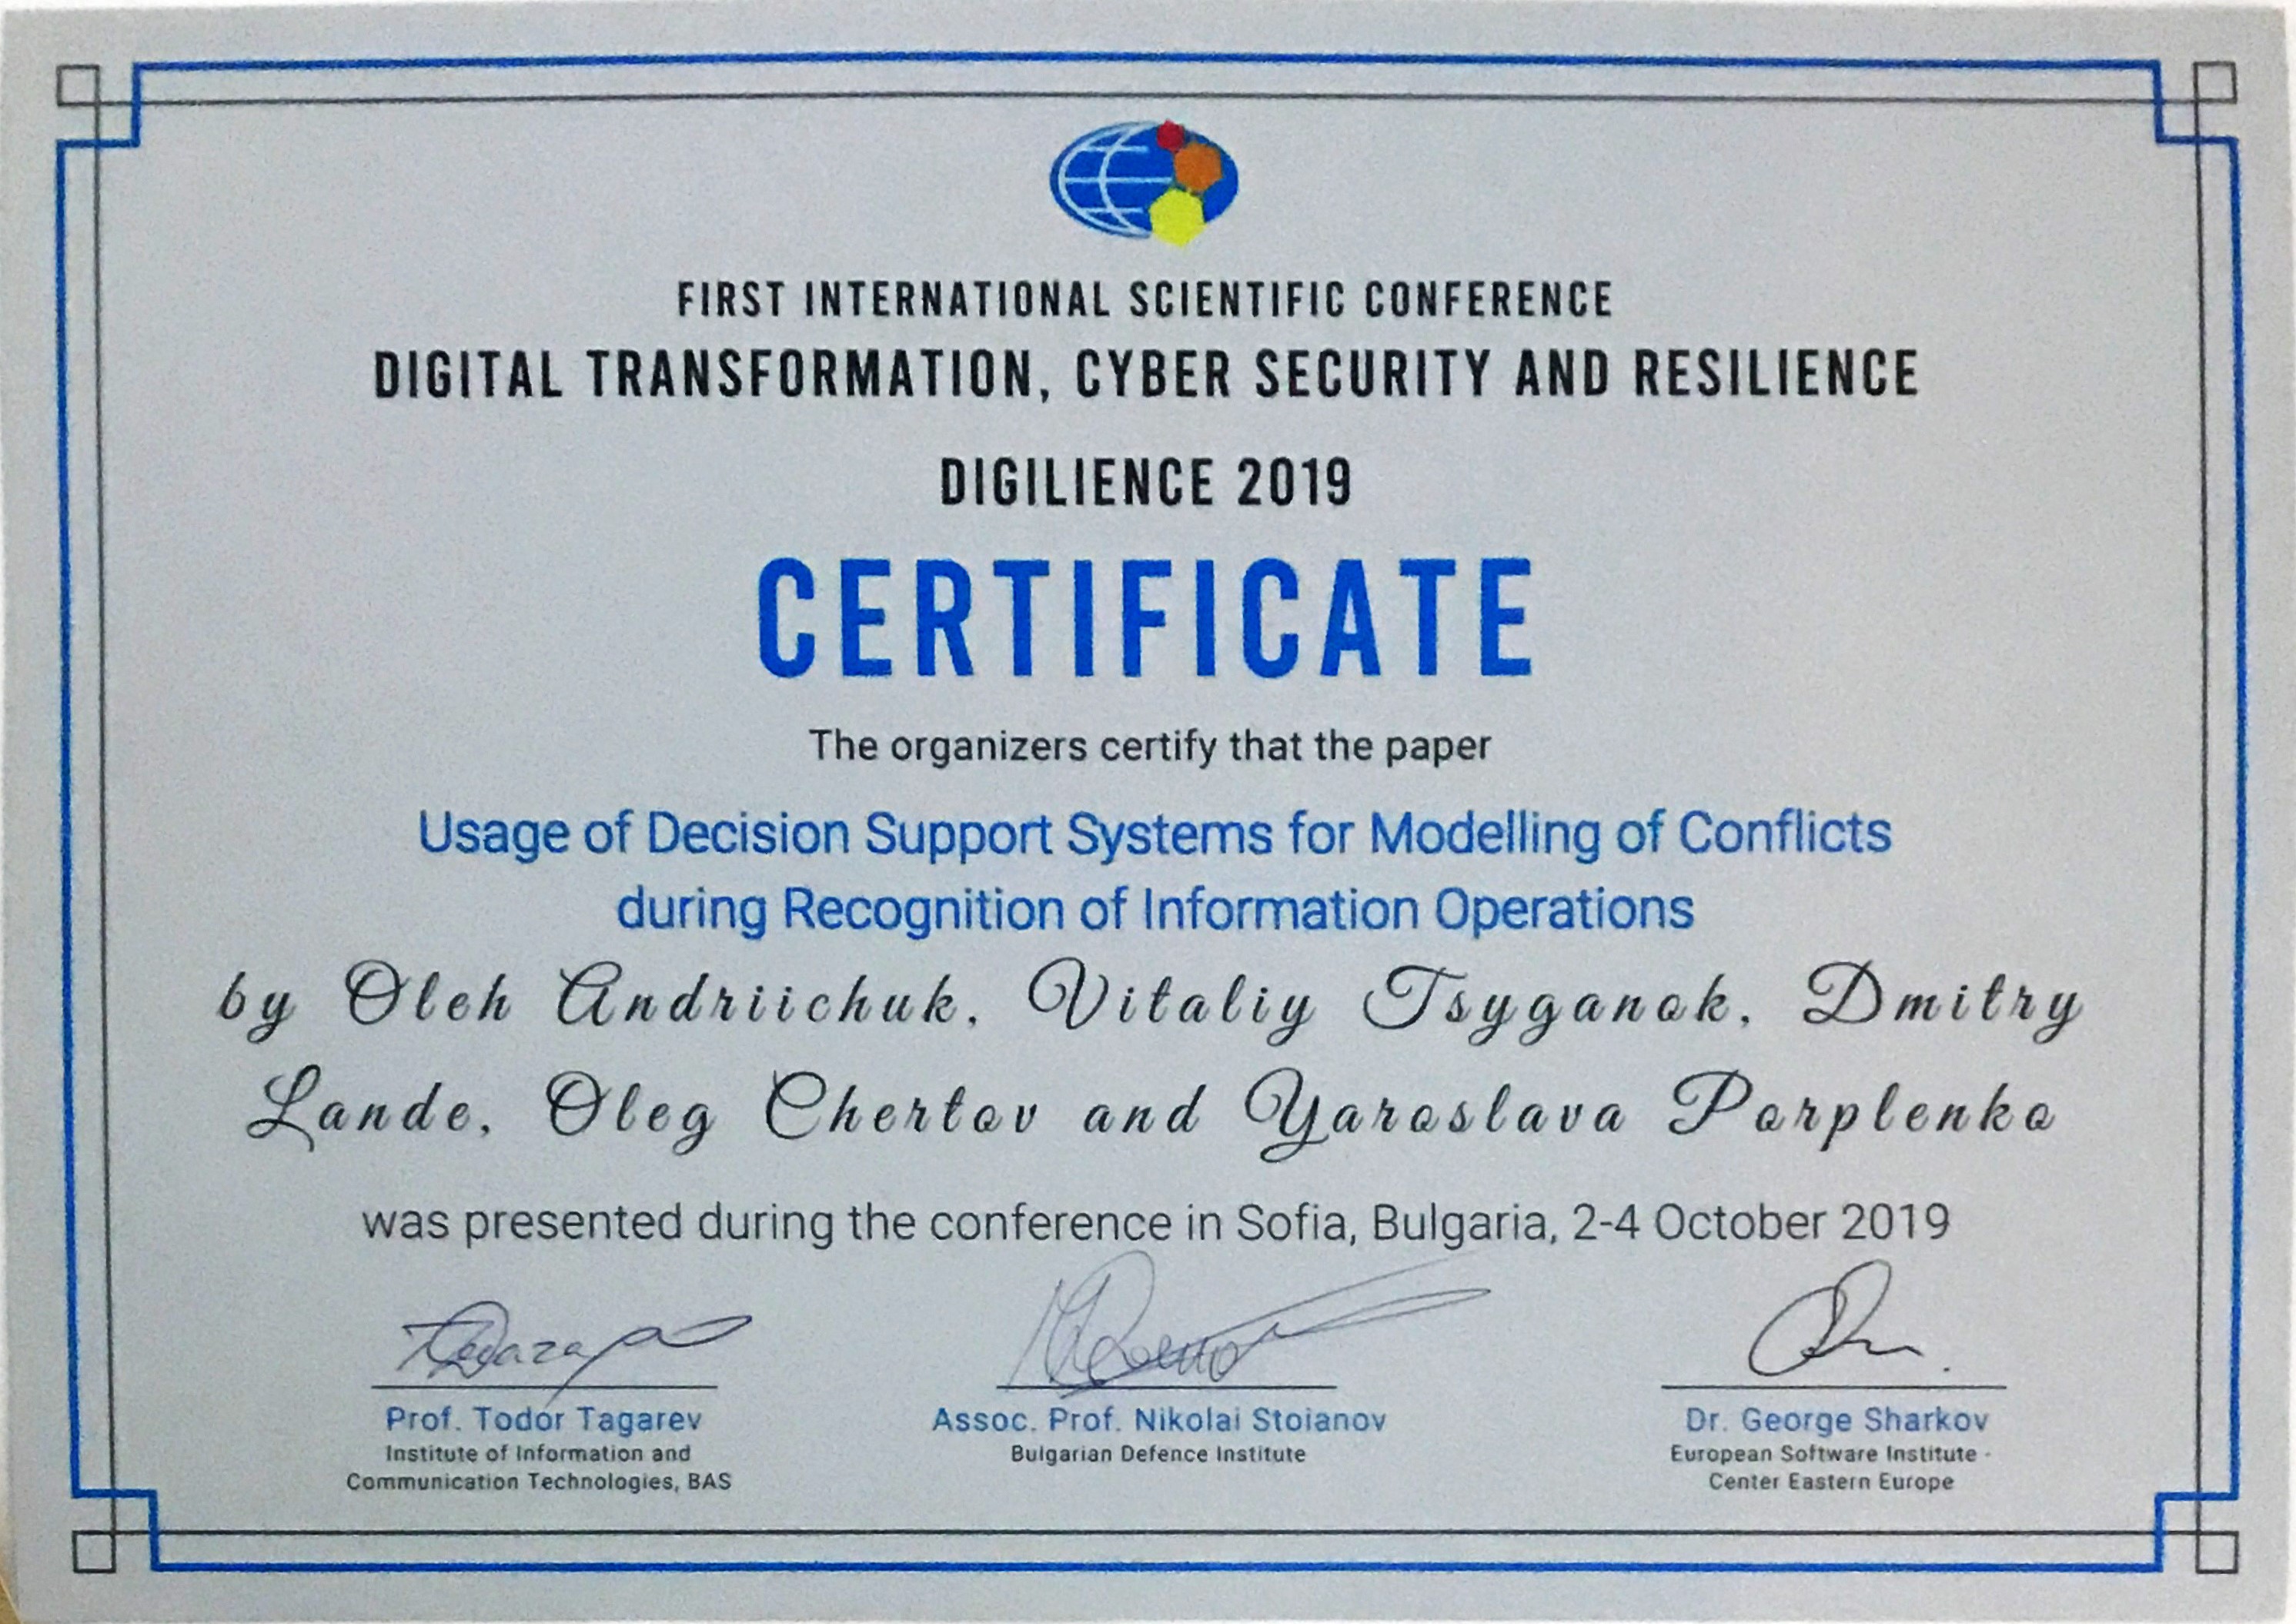 FIRST INTERNATIONAL SCIENTIFIC CONFERENCE
DIGITAL TRANSFORMATION, CYBER SECURITY AND RESILIENCE
DIGILIENCE 2019
CERTIFICATE
The organizers certify that the paper
Usage of Decision Support Systems for Modelling of Conflicts
during Recognition of Information Operations
by Oleh Andriichuk, Vitaliy Tsyganok, Dmitry
Lande, Oleg Chertov and Yaroslava Porplenko
was presented during the conference in Sofia, Bulgaria, 2-4 October 2019
Prof. Todor Tagarev
Institute of Information and
Communication Technologies, BAS
Assoc. Prof. Nikolai Stoianov
Bulgarian Defence Institute
Dr. George Sharkov
European Software Institute -
Center Eastern Europe